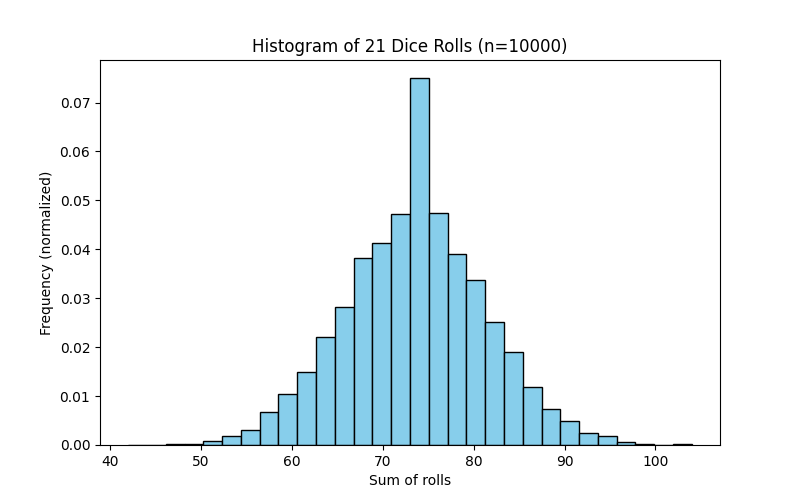 Histogram of 21 Dice Rolls (n=10000)
Frequency (normalized)
0.07
0.06
0.05
0.04
0.03
0.02
0.01
0.00
40 50 60 70 80 90 100
Sum of rolls